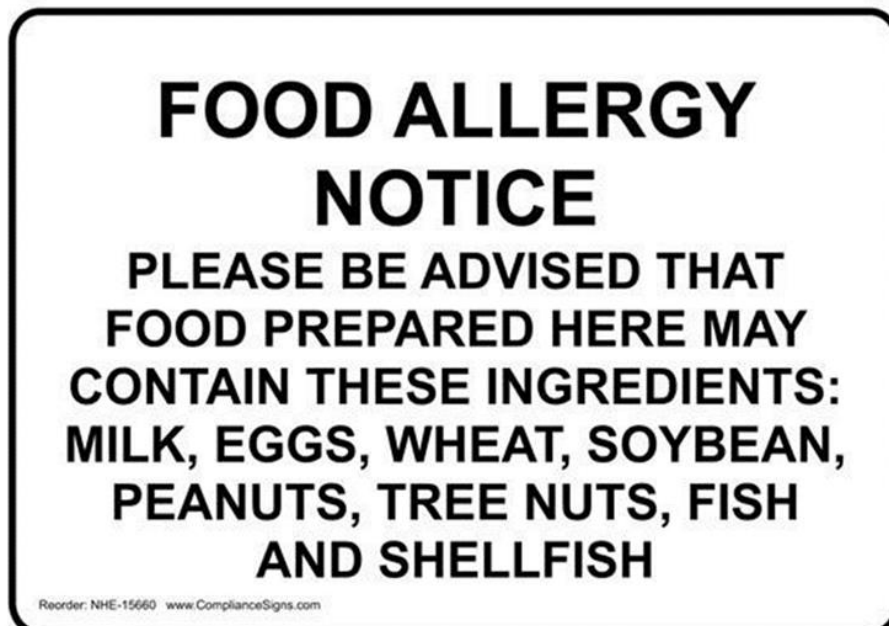 FOOD ALLERGY
NOTICE
PLEASE BE ADVISED THAT
FOOD PREPARED HERE MAY
CONTAIN THESE INGREDIENTS:
MILK, EGGS, WHEAT, SOYBEAN,
PEANUTS, TREE NUTS, FISH
AND SHELLFISH
Reorder: NHE-15660 www.ComplianceSigns.com